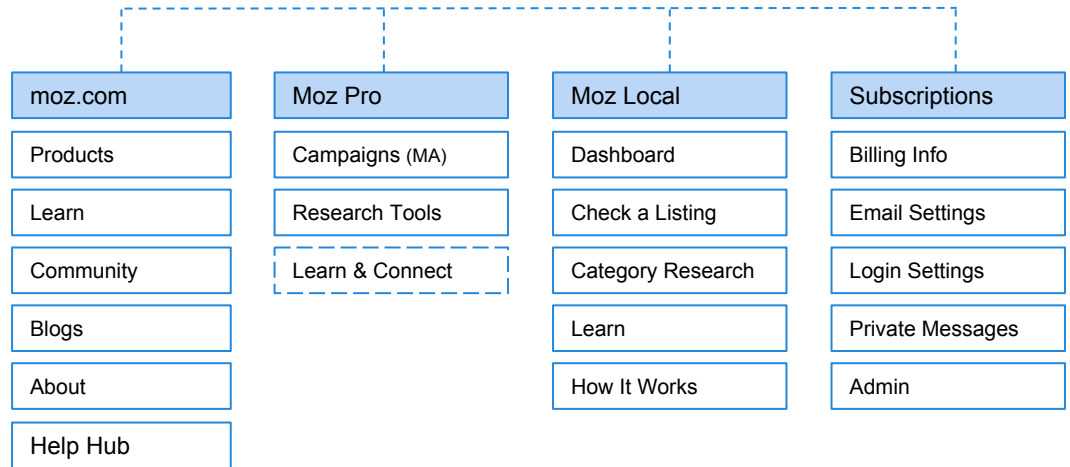 moz.com
Products
Learn
Community
Blogs
About
Help Hub
Moz Pro
Campaigns (MA)
Research Tools
Learn & Connect
Moz Local
Dashboard
Check a Listing
Category Research
Learn
How It Works
Subscriptions
Billing Info
Email Settings
Login Settings
Private Messages
Admin